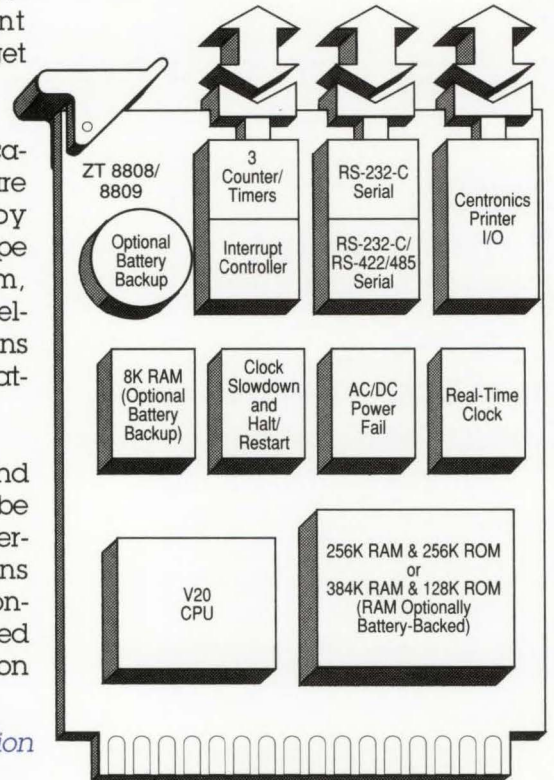 ent
get
ca-
re
by
pe
m,
el-
ns
at-
nd
be
er-
ns
on-
ed
on
ion
ZT 8808/
8809
Optional
Battery
Backup
3
Counter/
Timers
Interrupt
Controller
RS-232-C
Serial
RS-232-C/
RS-422/485
Serial
Centronics
Printer
I/O
8K RAM
(Optional
Battery
Backup)
Clock
Slowdown
and
Halt/
Restart
AC/DC
Power
Fail
Real-Time
Clock
V20
CPU
256K RAM & 256K ROM
or
384K RAM & 128K ROM
(RAM Optionally
Battery-Backed)